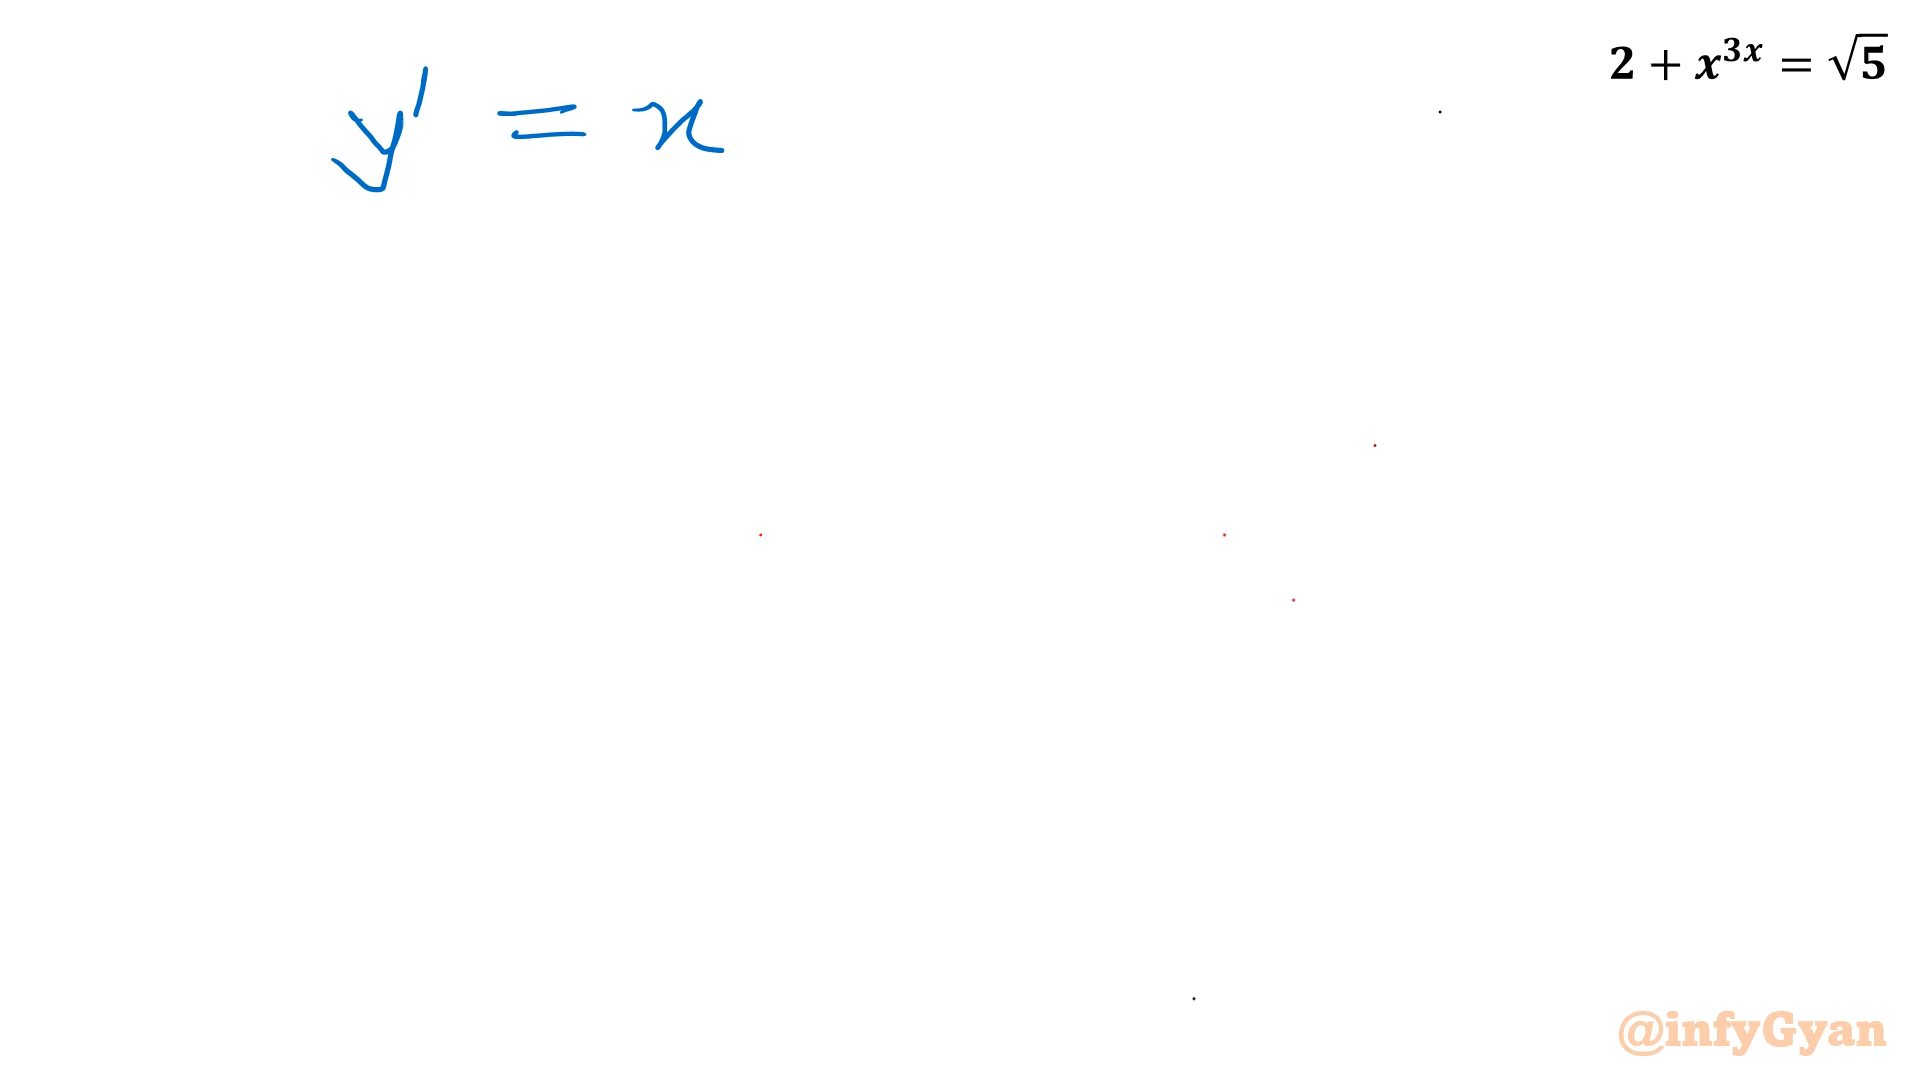 2 + x^{3x} = √5
y' = x
@infyGyan